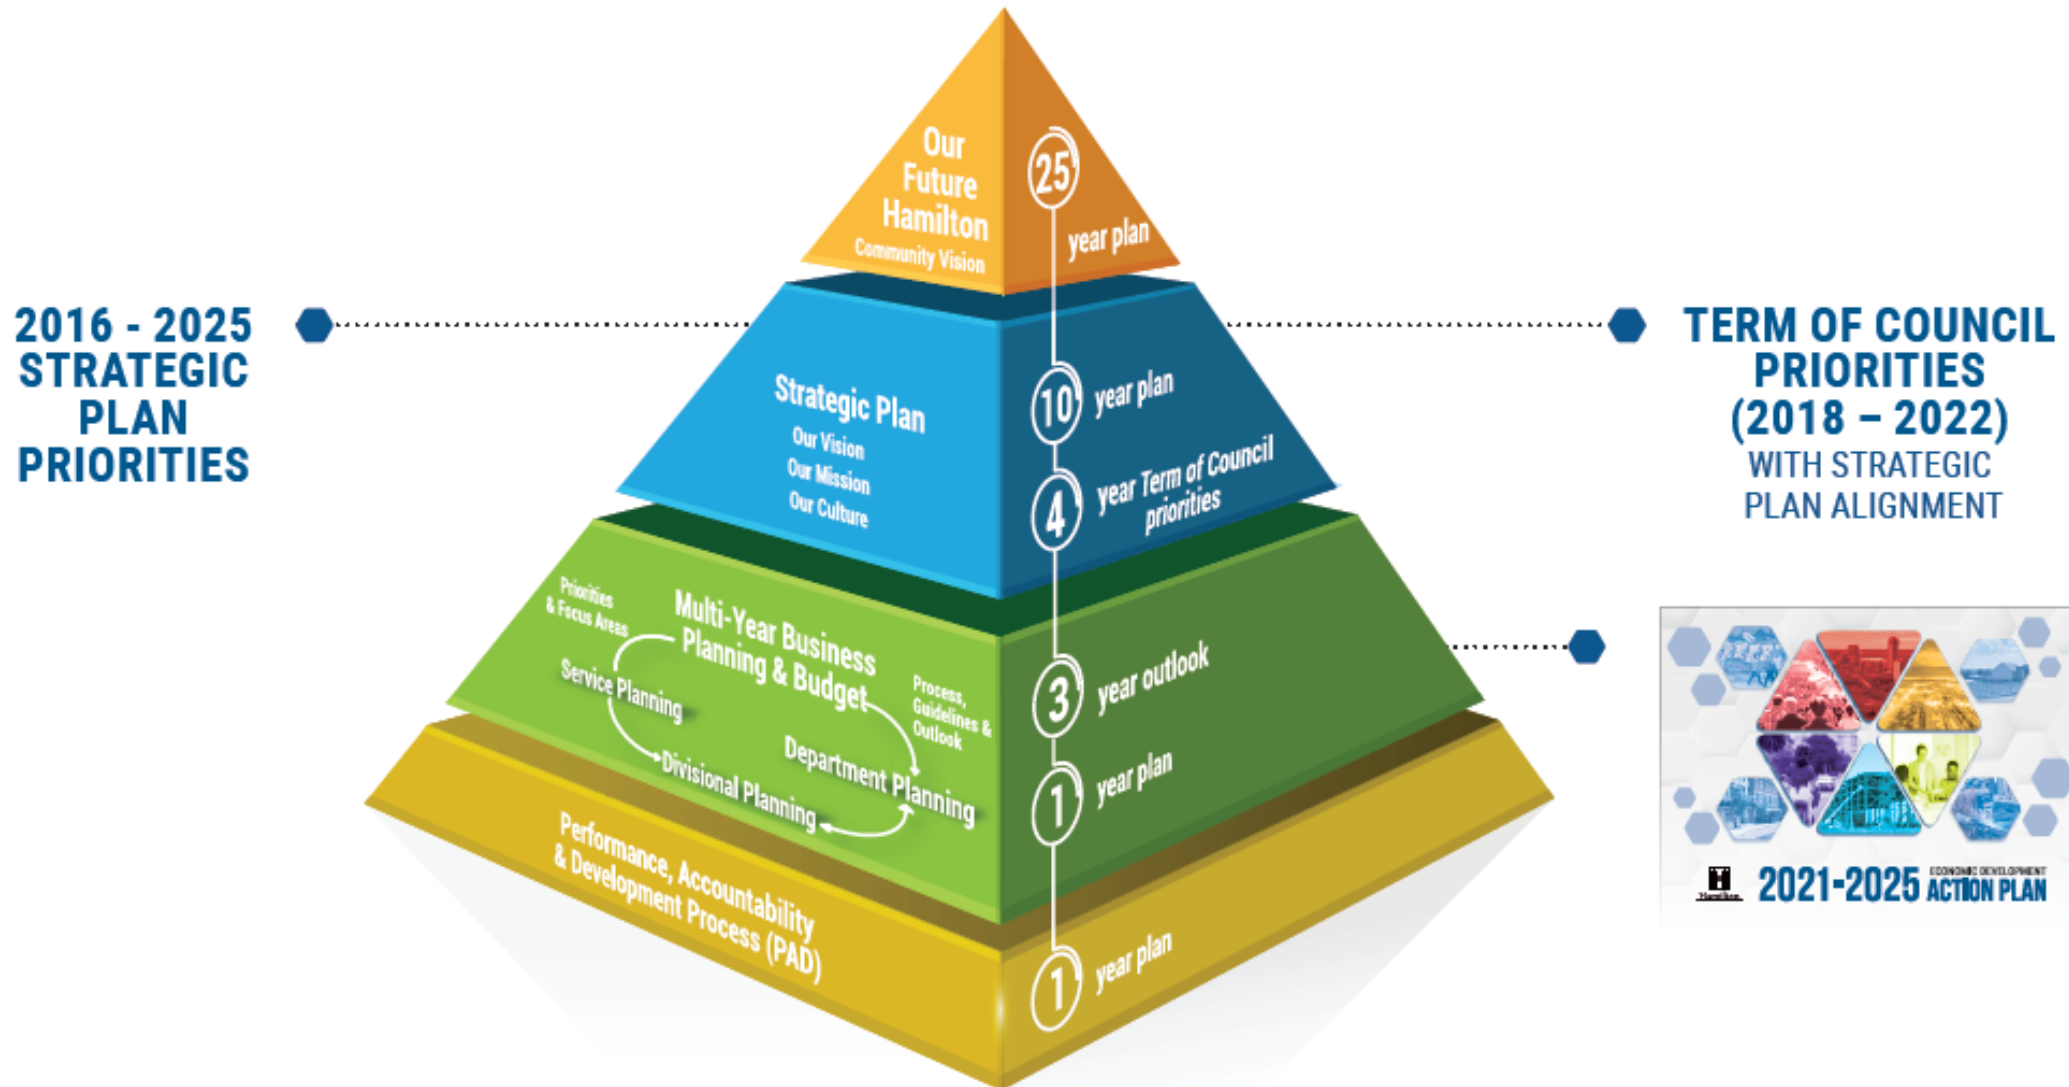 Our
Future
Hamilton
Community Vision
25
year plan
2016 - 2025
STRATEGIC
PLAN
PRIORITIES
TERM OF COUNCIL
PRIORITIES
(2018 – 2022)
WITH STRATEGIC
PLAN ALIGNMENT
Strategic Plan
Our Vision
Our Mission
Our Culture
10
year plan
4
year Term of Council
priorities
Priorities
& Focus Areas
Multi-Year Business
Planning & Budget
Process,
Guidelines &
Outlook
Service Planning
Department Planning
Divisional Planning
3
year outlook
1
year plan
Performance, Accountability
& Development Process (PAD)
1
year plan
Hamilton
2021-2025
ECONOMIC DEVELOPMENT
ACTION PLAN